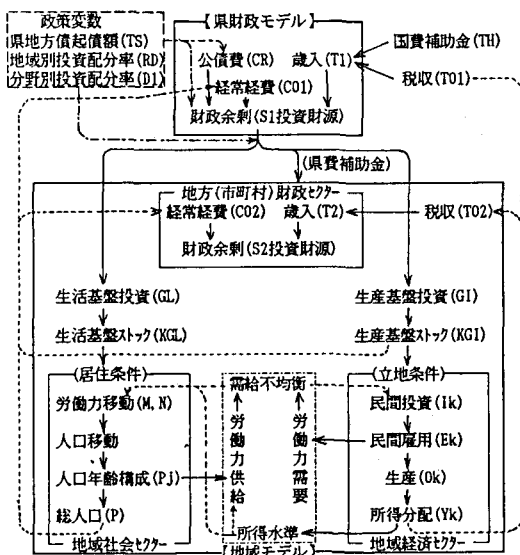 政策変数
県地方債起債額(TS)
地域別投資配分率(RD)
分野別投資配分率(D1)
【県財政モデル】
公債費(CR) 歳入(T1)
経常経費(C01)
財政余剰(S1投資財源)
国費補助金(TH)
税収(T01)
(県費補助金)
地方(市町村)財政セクター
経常経費(C02) 歳入(T2)
財政余剰(S2投資財源)
税収(T02)
生活基盤投資(GL)
生活基盤ストック(KGL)
生産基盤投資(GI)
生産基盤ストック(KGI)
(居住条件)
労働力移動(M,N)
人口移動
人口年齢構成(Pj)
総人口(P)
地域社会セクター
需給不均衡
労働力供給
労働力需要
所得水準
【地域モデル】
(立地条件)
民間投資(Ik)
民間雇用(Ek)
生産(Ok)
所得分配(Yk)
地域経済セクター